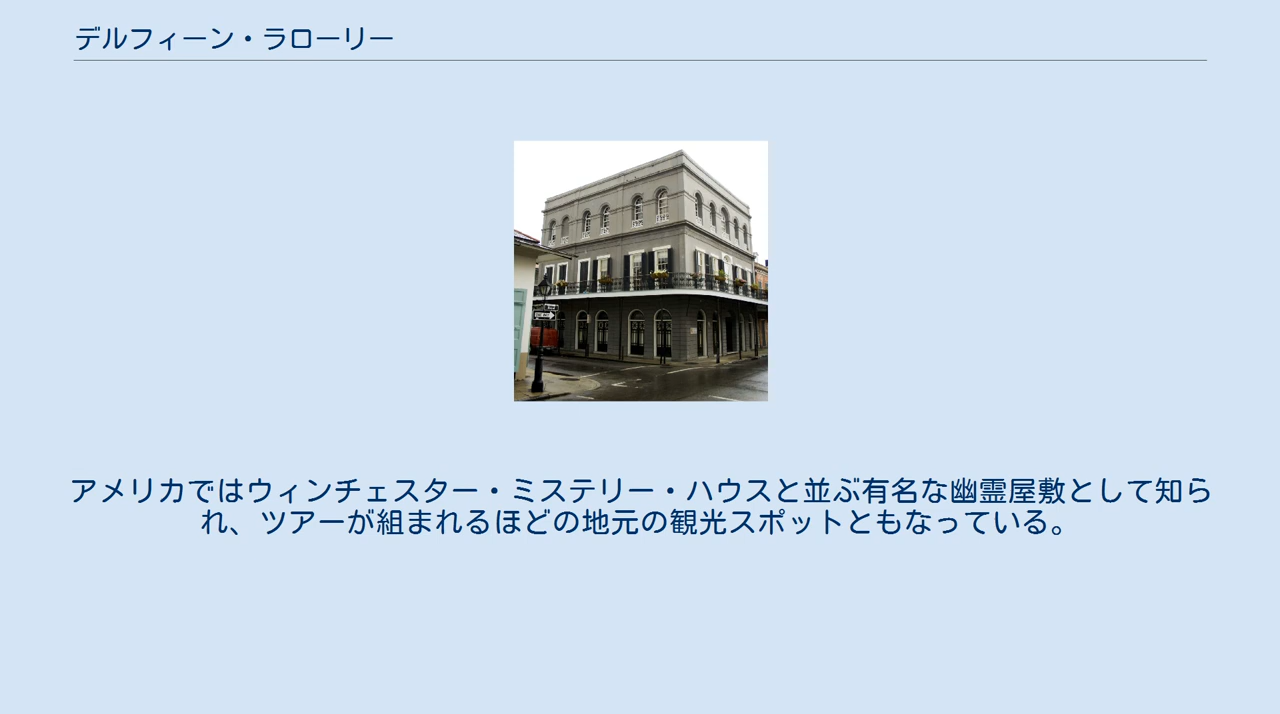 デルフィーン・ラローリー
アメリカではウィンチェスター・ミステリー・ハウスと並ぶ有名な幽霊屋敷として知ら
れ、ツアーが組まれるほどの地元の観光スポットともなっている。